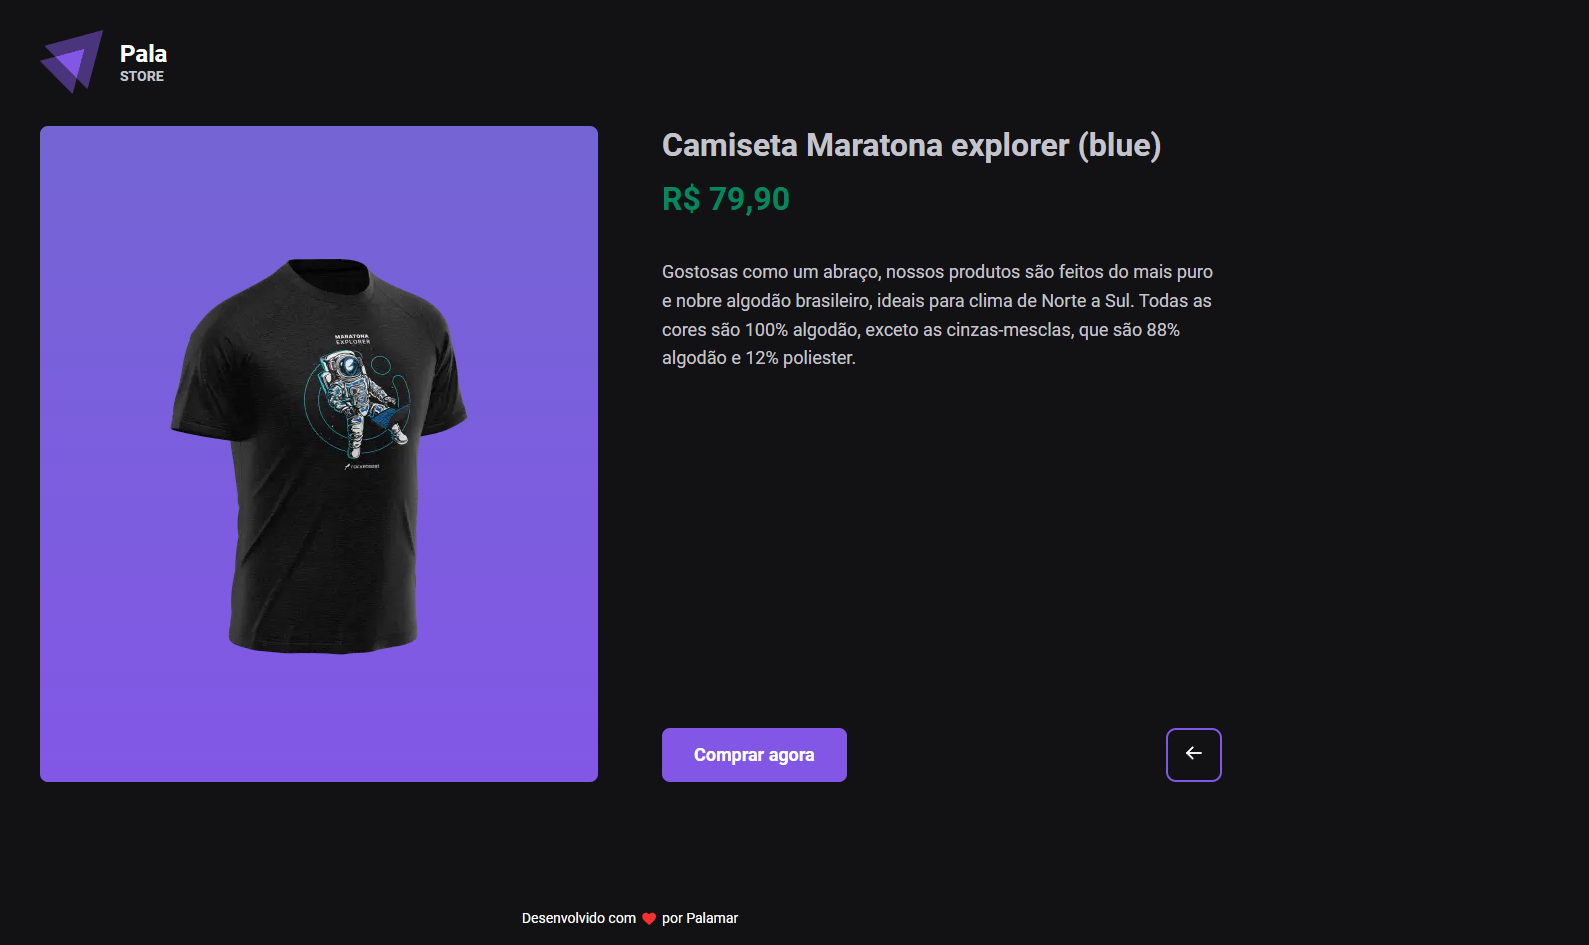 Pala
STORE
Camiseta Maratona explorer (blue)
R$ 79,90
Gostosas como um abraço, nossos produtos são feitos do mais puro
e nobre algodão brasileiro, ideais para clima de Norte a Sul. Todas as
cores são 100% algodão, exceto as cinzas-mesclas, que são 88%
algodão e 12% poliester.
MARATONA
EXPLORER
rocketseat
Comprar agora
Desenvolvido com ❤ por Palamar